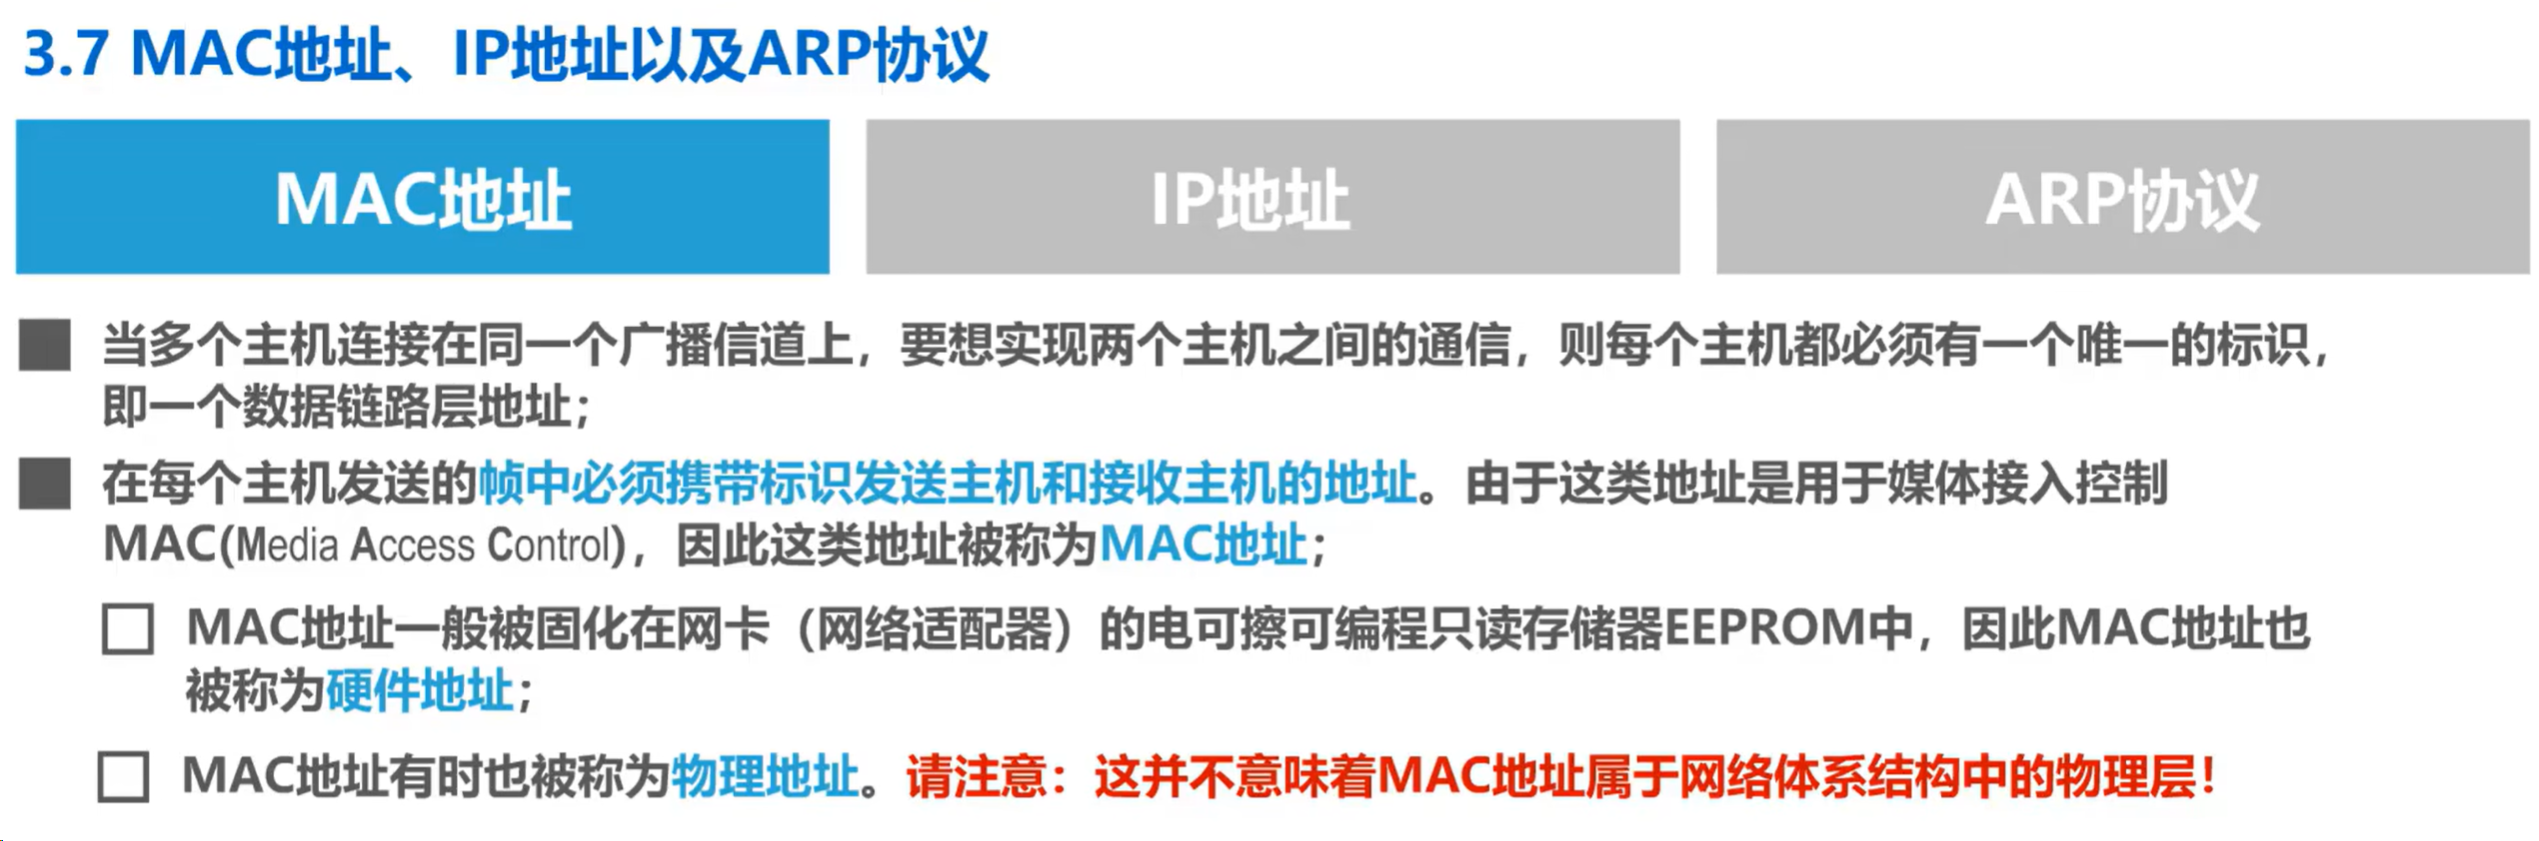 3.7 MAC地址、IP地址以及ARP协议
MAC地址
IP地址
ARP协议
当多个主机连接在同一个广播信道上，要想实现两个主机之间的通信，则每个主机都必须有一个唯一的标识，
即一个数据链路层地址；
在每个主机发送的帧中必须携带标识发送主机和接收主机的地址。由于这类地址是用于媒体接入控制
MAC(Media Access Control)，因此这类地址被称为MAC地址；
MAC地址一般被固化在网卡（网络适配器）的电可擦可编程只读存储器EEPROM中，因此MAC地址也
被称为硬件地址；
MAC地址有时也被称为物理地址。请注意：这并不意味着MAC地址属于网络体系结构中的物理层！